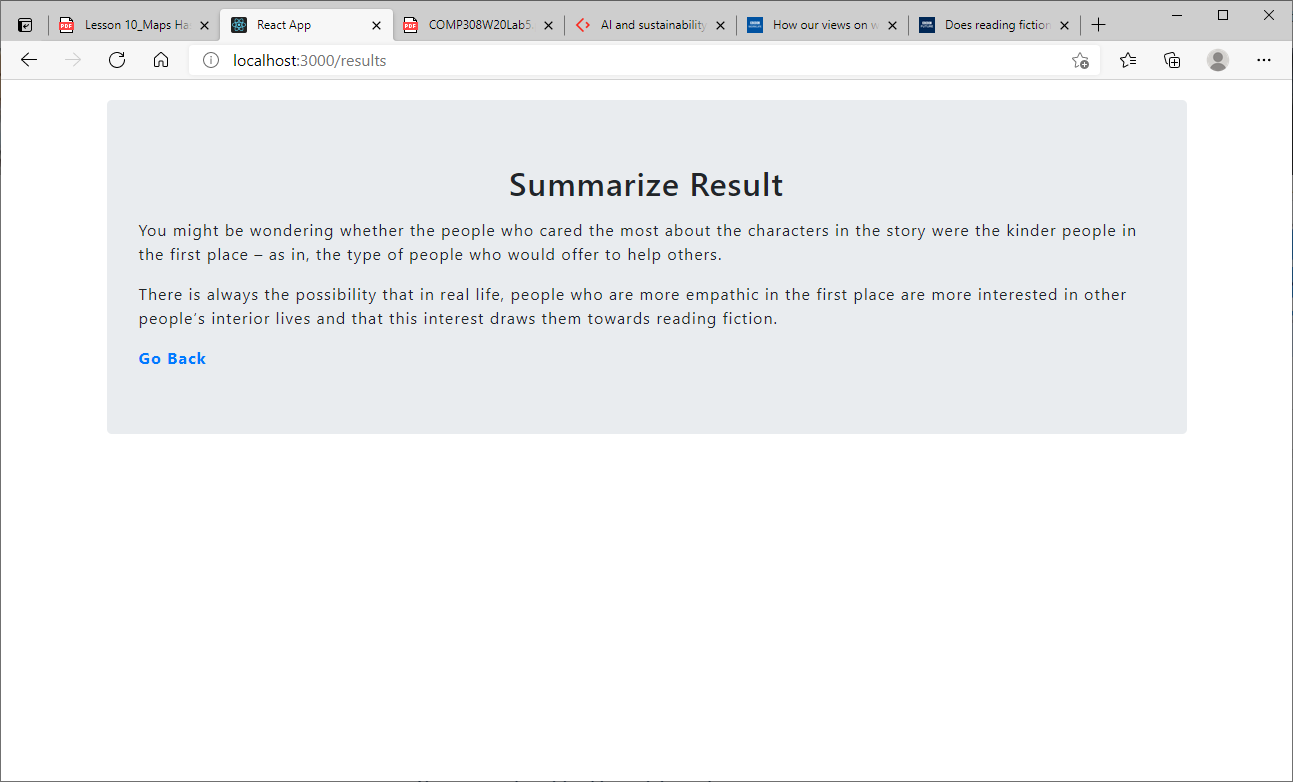 Lesson 10_Maps Ha
React App
COMP308W20Lab5
AI and sustainability
How our views on w
Does reading fiction
localhost:3000/results
Summarize Result
You might be wondering whether the people who cared the most about the characters in the story were the kinder people in
the first place – as in, the type of people who would offer to help others.
There is always the possibility that in real life, people who are more empathic in the first place are more interested in other
people’s interior lives and that this interest draws them towards reading fiction.
Go Back